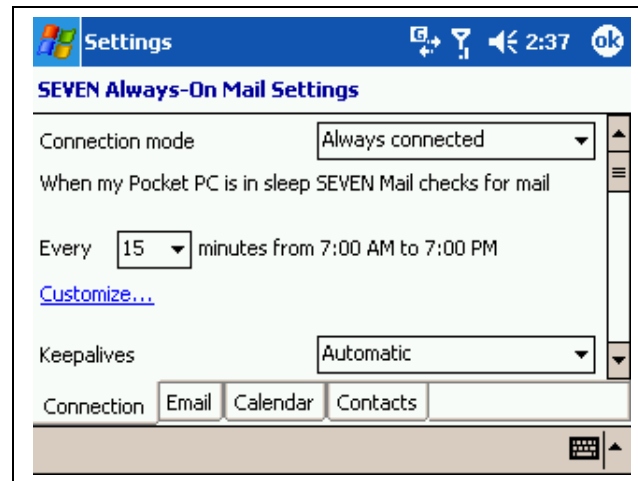 Settings G 2:37 ok
SEVEN Always-On Mail Settings
Connection mode Always connected
When my Pocket PC is in sleep SEVEN Mail checks for mail
Every 15 minutes from 7:00 AM to 7:00 PM
Customize...
Keepalives Automatic
Connection Email Calendar Contacts